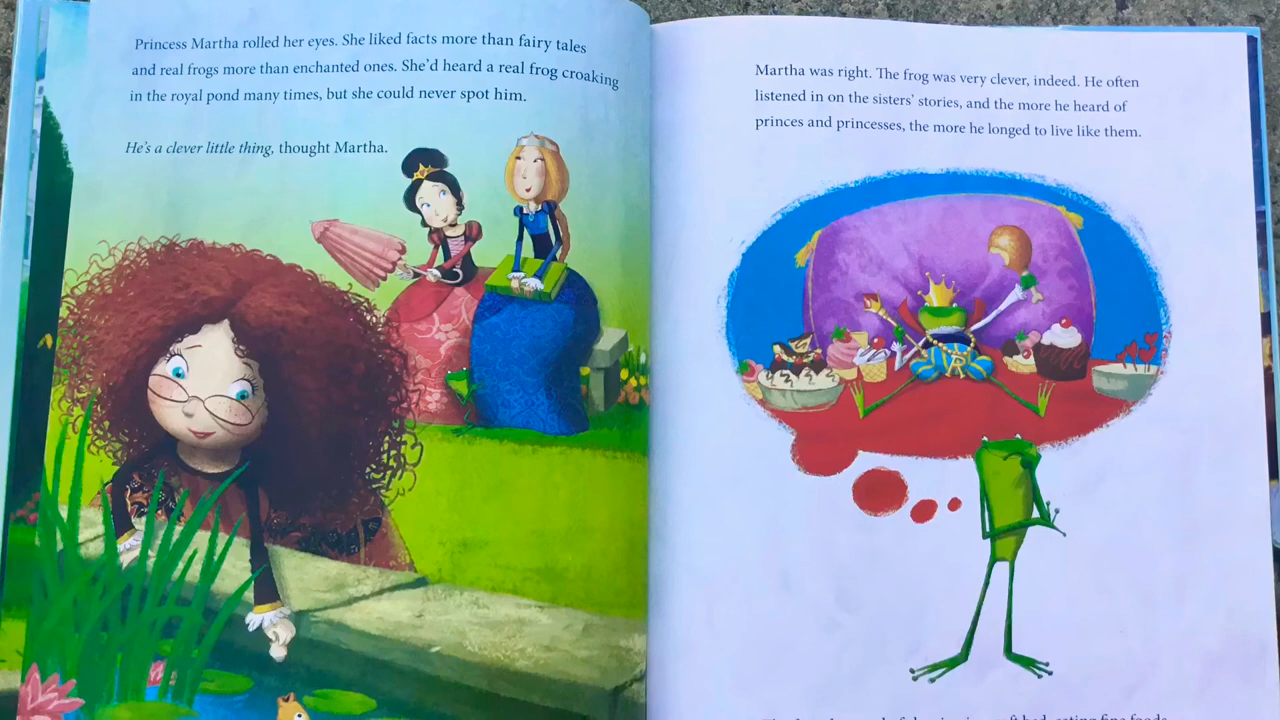 Princess Martha rolled her eyes. She liked facts more than fairy tales
and real frogs more than enchanted ones. She'd heard a real frog croaking
in the royal pond many times, but she could never spot him.
He's a clever little thing, thought Martha.
Martha was right. The frog was very clever, indeed. He often
listened in on the sisters' stories, and the more he heard of
princes and princesses, the more he longed to live like them.
R